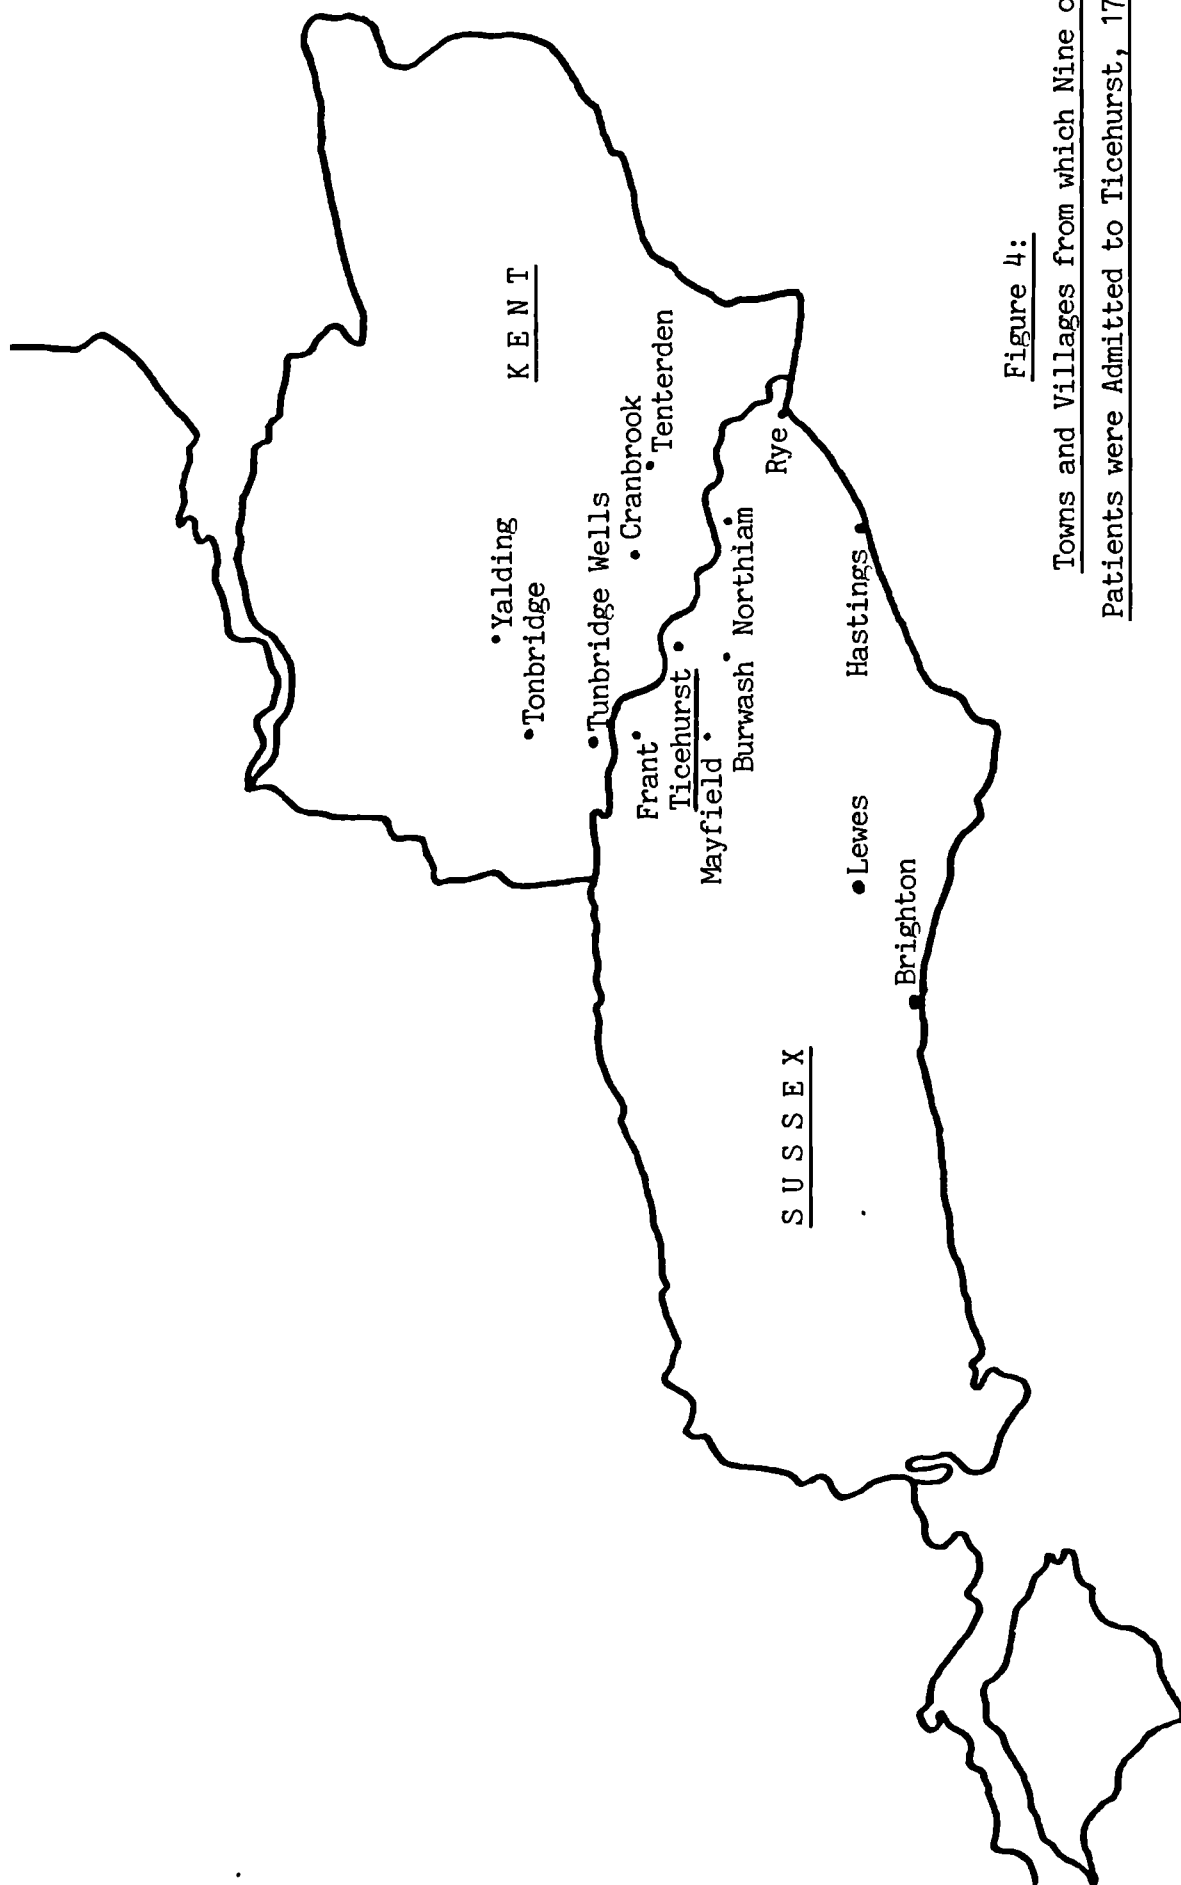 K E N T
Yalding
Tonbridge
Tunbridge Wells
Cranbrook
Tenterden
Frant
Ticehurst
Mayfield
Burwash
Northiam
Rye
Hastings
Lewes
Brighton
S U S S E X
Figure 4:
Towns and Villages from which Nine
Patients were Admitted to Ticehurst,